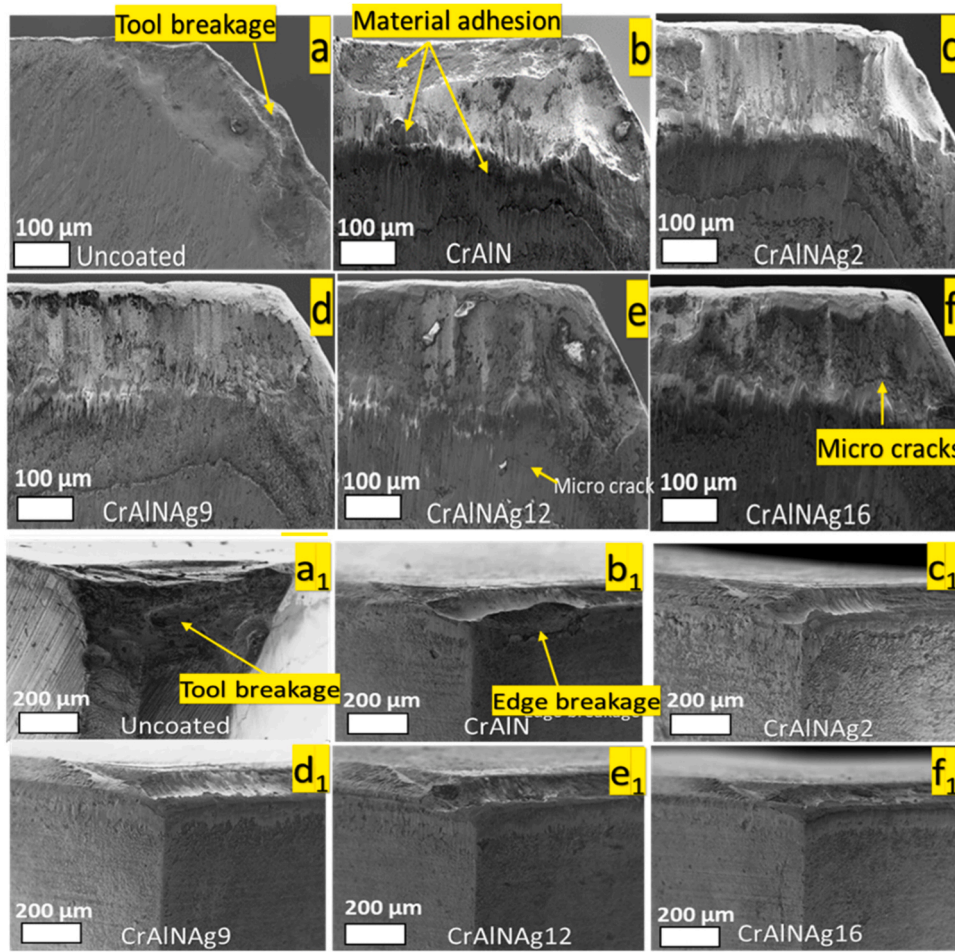 Tool breakage
a
Material adhesion
b
c
100 μm
Uncoated
100 μm
CrAlN
100 μm
CrAlNAg2
d
e
f
Micro crack
Micro cracks
100 μm
CrAlNAg9
100 μm
CrAlNAg12
100 μm
CrAlNAg16
a1
b1
c1
Tool breakage
Edge breakage
200 μm
Uncoated
200 μm
CrAlN
200 μm
CrAlNAg2
d1
e1
f1
200 μm
CrAlNAg9
200 μm
CrAlNAg12
200 μm
CrAlNAg16